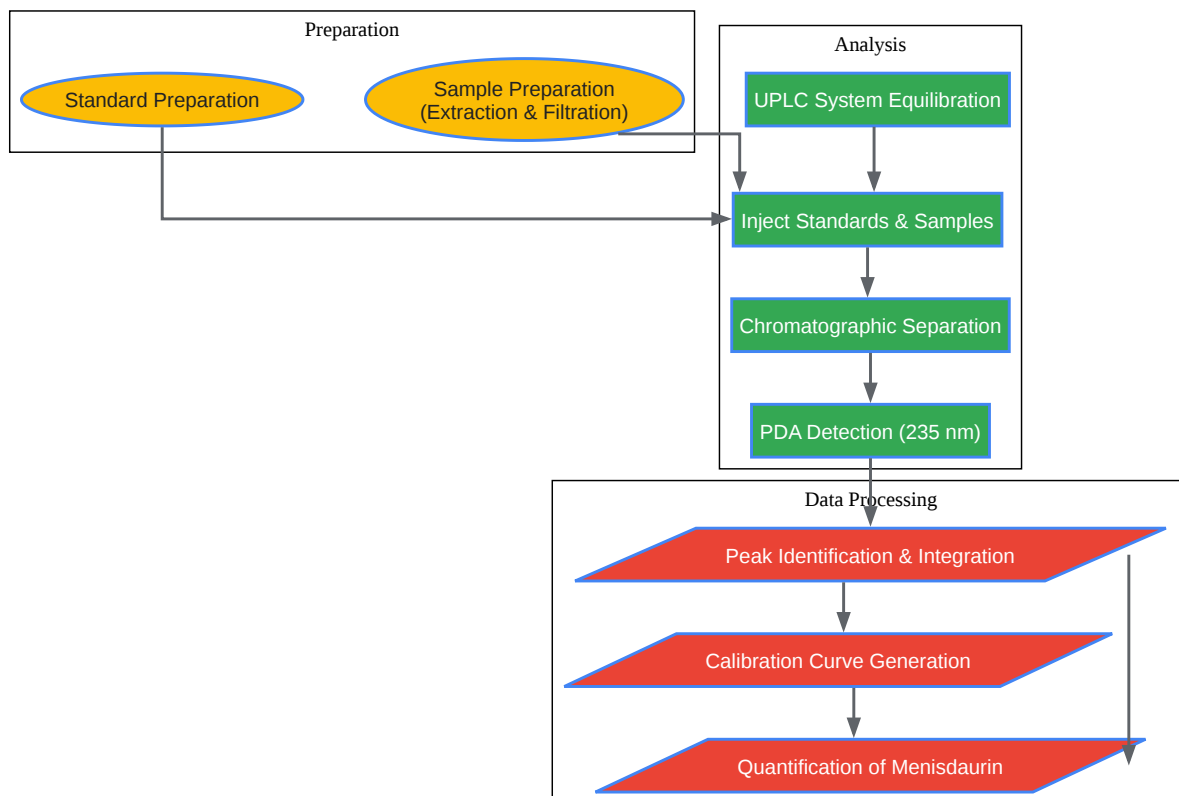 Preparation
Standard Preparation
Sample Preparation
(Extraction & Filtration)
Analysis
UPLC System Equilibration
Inject Standards & Samples
Chromatographic Separation
PDA Detection (235 nm)
Data Processing
Peak Identification & Integration
Calibration Curve Generation
Quantification of Menisdaurin